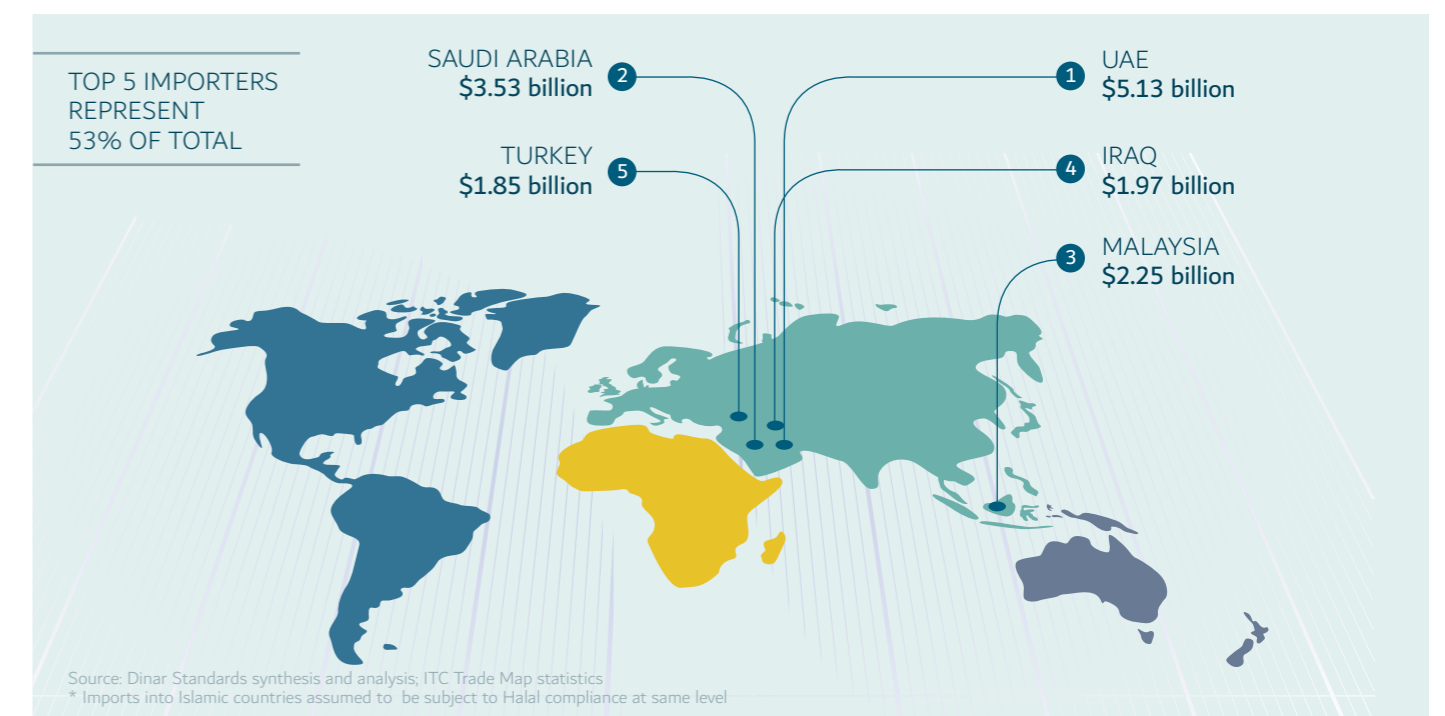 TOP 5 IMPORTERS
REPRESENT
53% OF TOTAL
SAUDI ARABIA
$3.53 billion
2
1
UAE
$5.13 billion
TURKEY
$1.85 billion
5
4
IRAQ
$1.97 billion
3
MALAYSIA
$2.25 billion
Source: Dinar Standards synthesis and analysis; ITC Trade Map statistics
* Imports into Islamic countries assumed to be subject to Halal compliance at same level